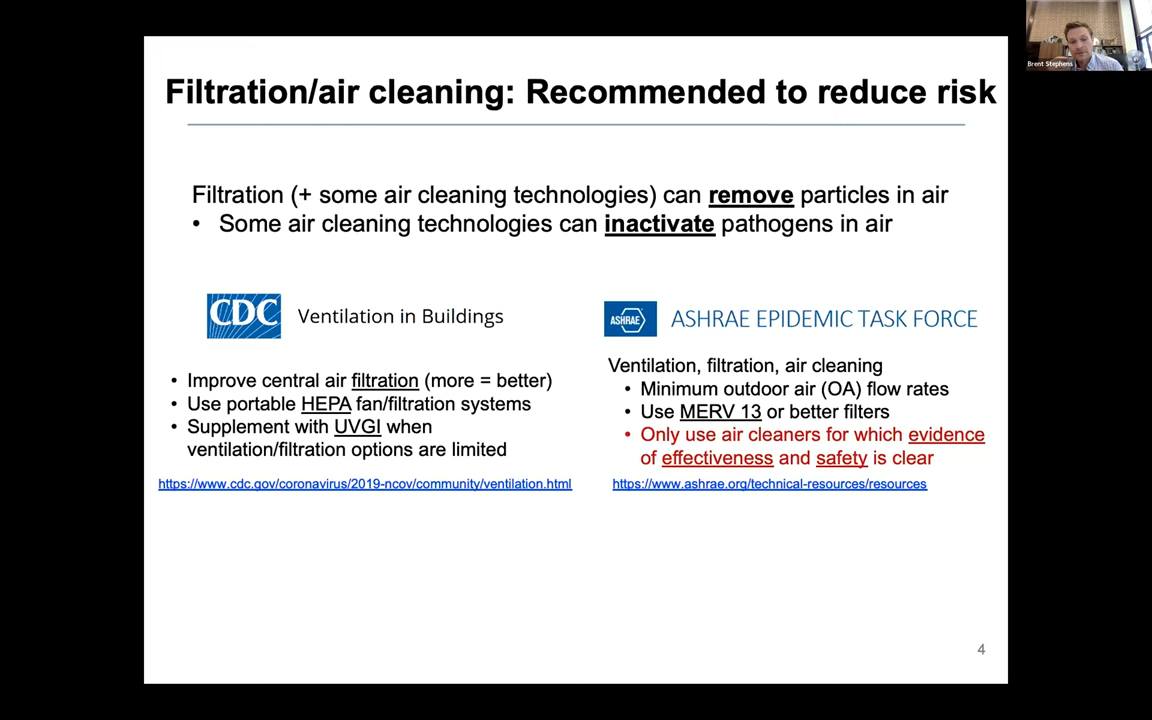 Brent Stephens
Filtration/air cleaning: Recommended to reduce risk
Filtration (+ some air cleaning technologies) can remove particles in air
• Some air cleaning technologies can inactivate pathogens in air
CDC Ventilation in Buildings
• Improve central air filtration (more = better)
• Use portable HEPA fan/filtration systems
• Supplement with UVGI when
ventilation/filtration options are limited
https://www.cdc.gov/coronavirus/2019-ncov/community/ventilation.html
ASHRAE ASHRAE EPIDEMIC TASK FORCE
Ventilation, filtration, air cleaning
• Minimum outdoor air (OA) flow rates
• Use MERV 13 or better filters
• Only use air cleaners for which evidence
of effectiveness and safety is clear
https://www.ashrae.org/technical-resources/resources
4